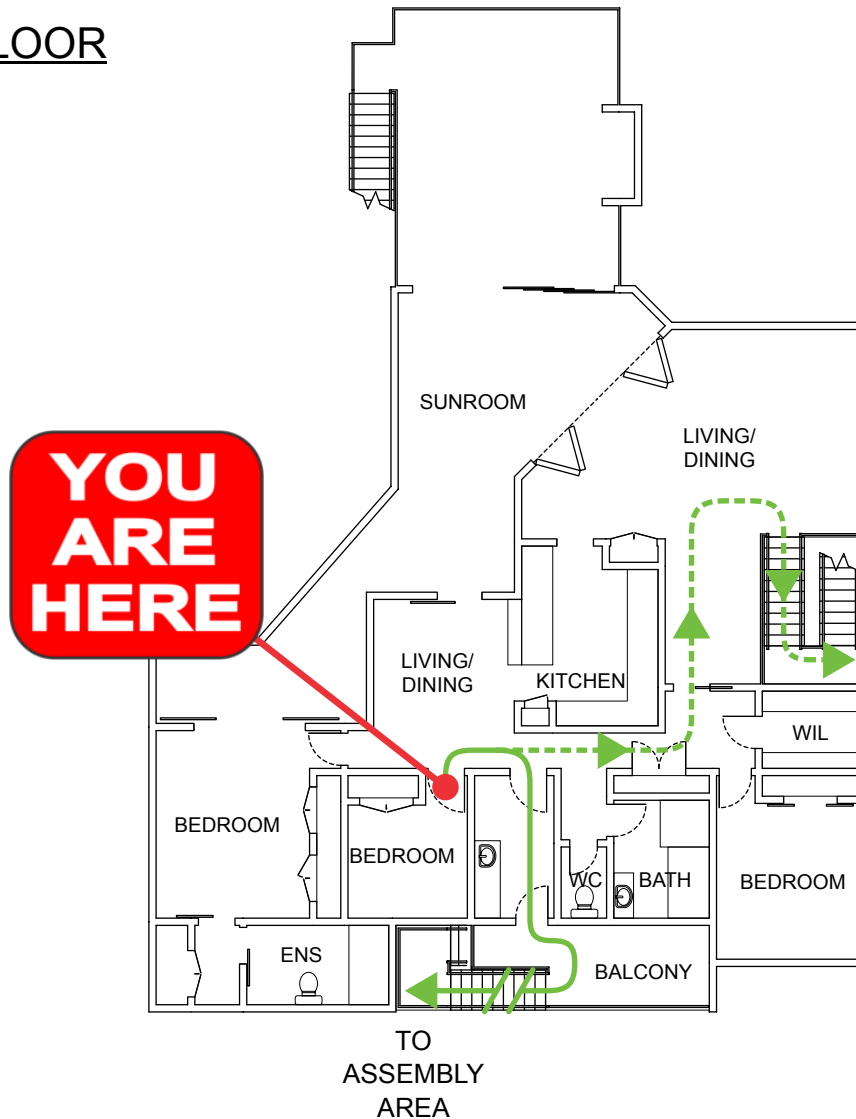 LOOR
SUNROOM
LIVING/
DINING
YOU
ARE
HERE
LIVING/
DINING
KITCHEN
WIL
BEDROOM
BEDROOM
WC
BATH
BEDROOM
ENS
BALCONY
TO
ASSEMBLY
AREA